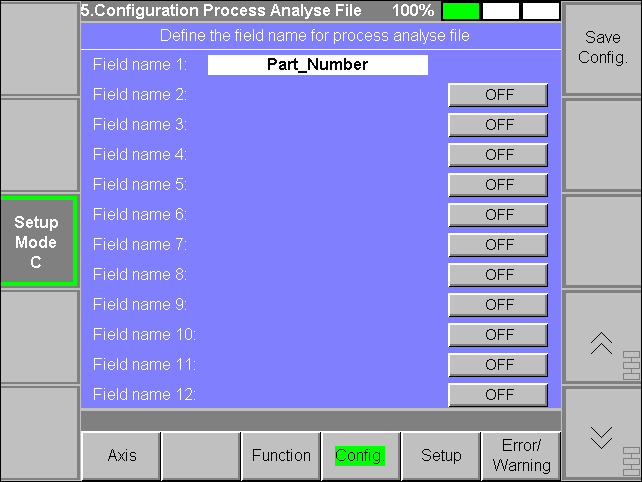 5.Configuration Process Analyse File 100%
Define the field name for process analyse file
Save
Config.
Field name 1: Part_Number
Field name 2: OFF
Field name 3: OFF
Field name 4: OFF
Field name 5: OFF
Field name 6: OFF
Field name 7: OFF
Field name 8: OFF
Field name 9: OFF
Field name 10: OFF
Field name 11: OFF
Field name 12: OFF
Setup
Mode
C
Axis
Function
Config.
Setup
Error/
Warning